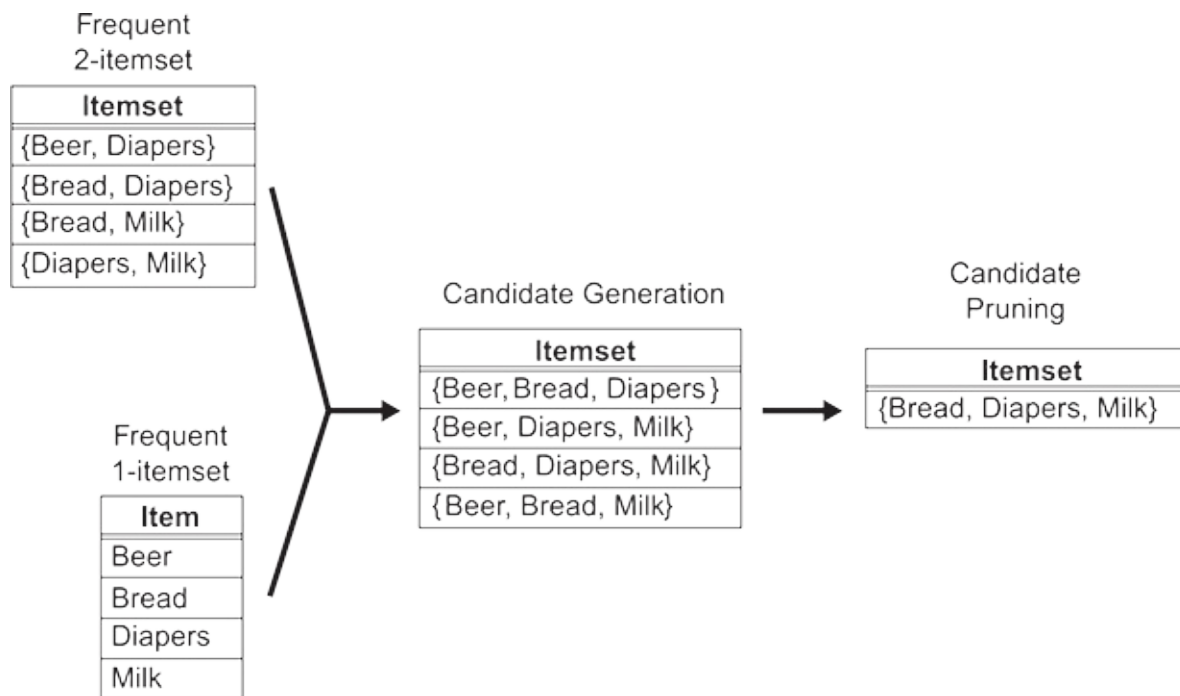 Frequent
2-itemset
Itemset
{Beer, Diapers}
{Bread, Diapers}
{Bread, Milk}
{Diapers, Milk}
Frequent
1-itemset
Item
Beer
Bread
Diapers
Milk
Candidate Generation
Itemset
{Beer, Bread, Diapers}
{Beer, Diapers, Milk}
{Bread, Diapers, Milk}
{Beer, Bread, Milk}
Candidate
Pruning
Itemset
{Bread, Diapers, Milk}